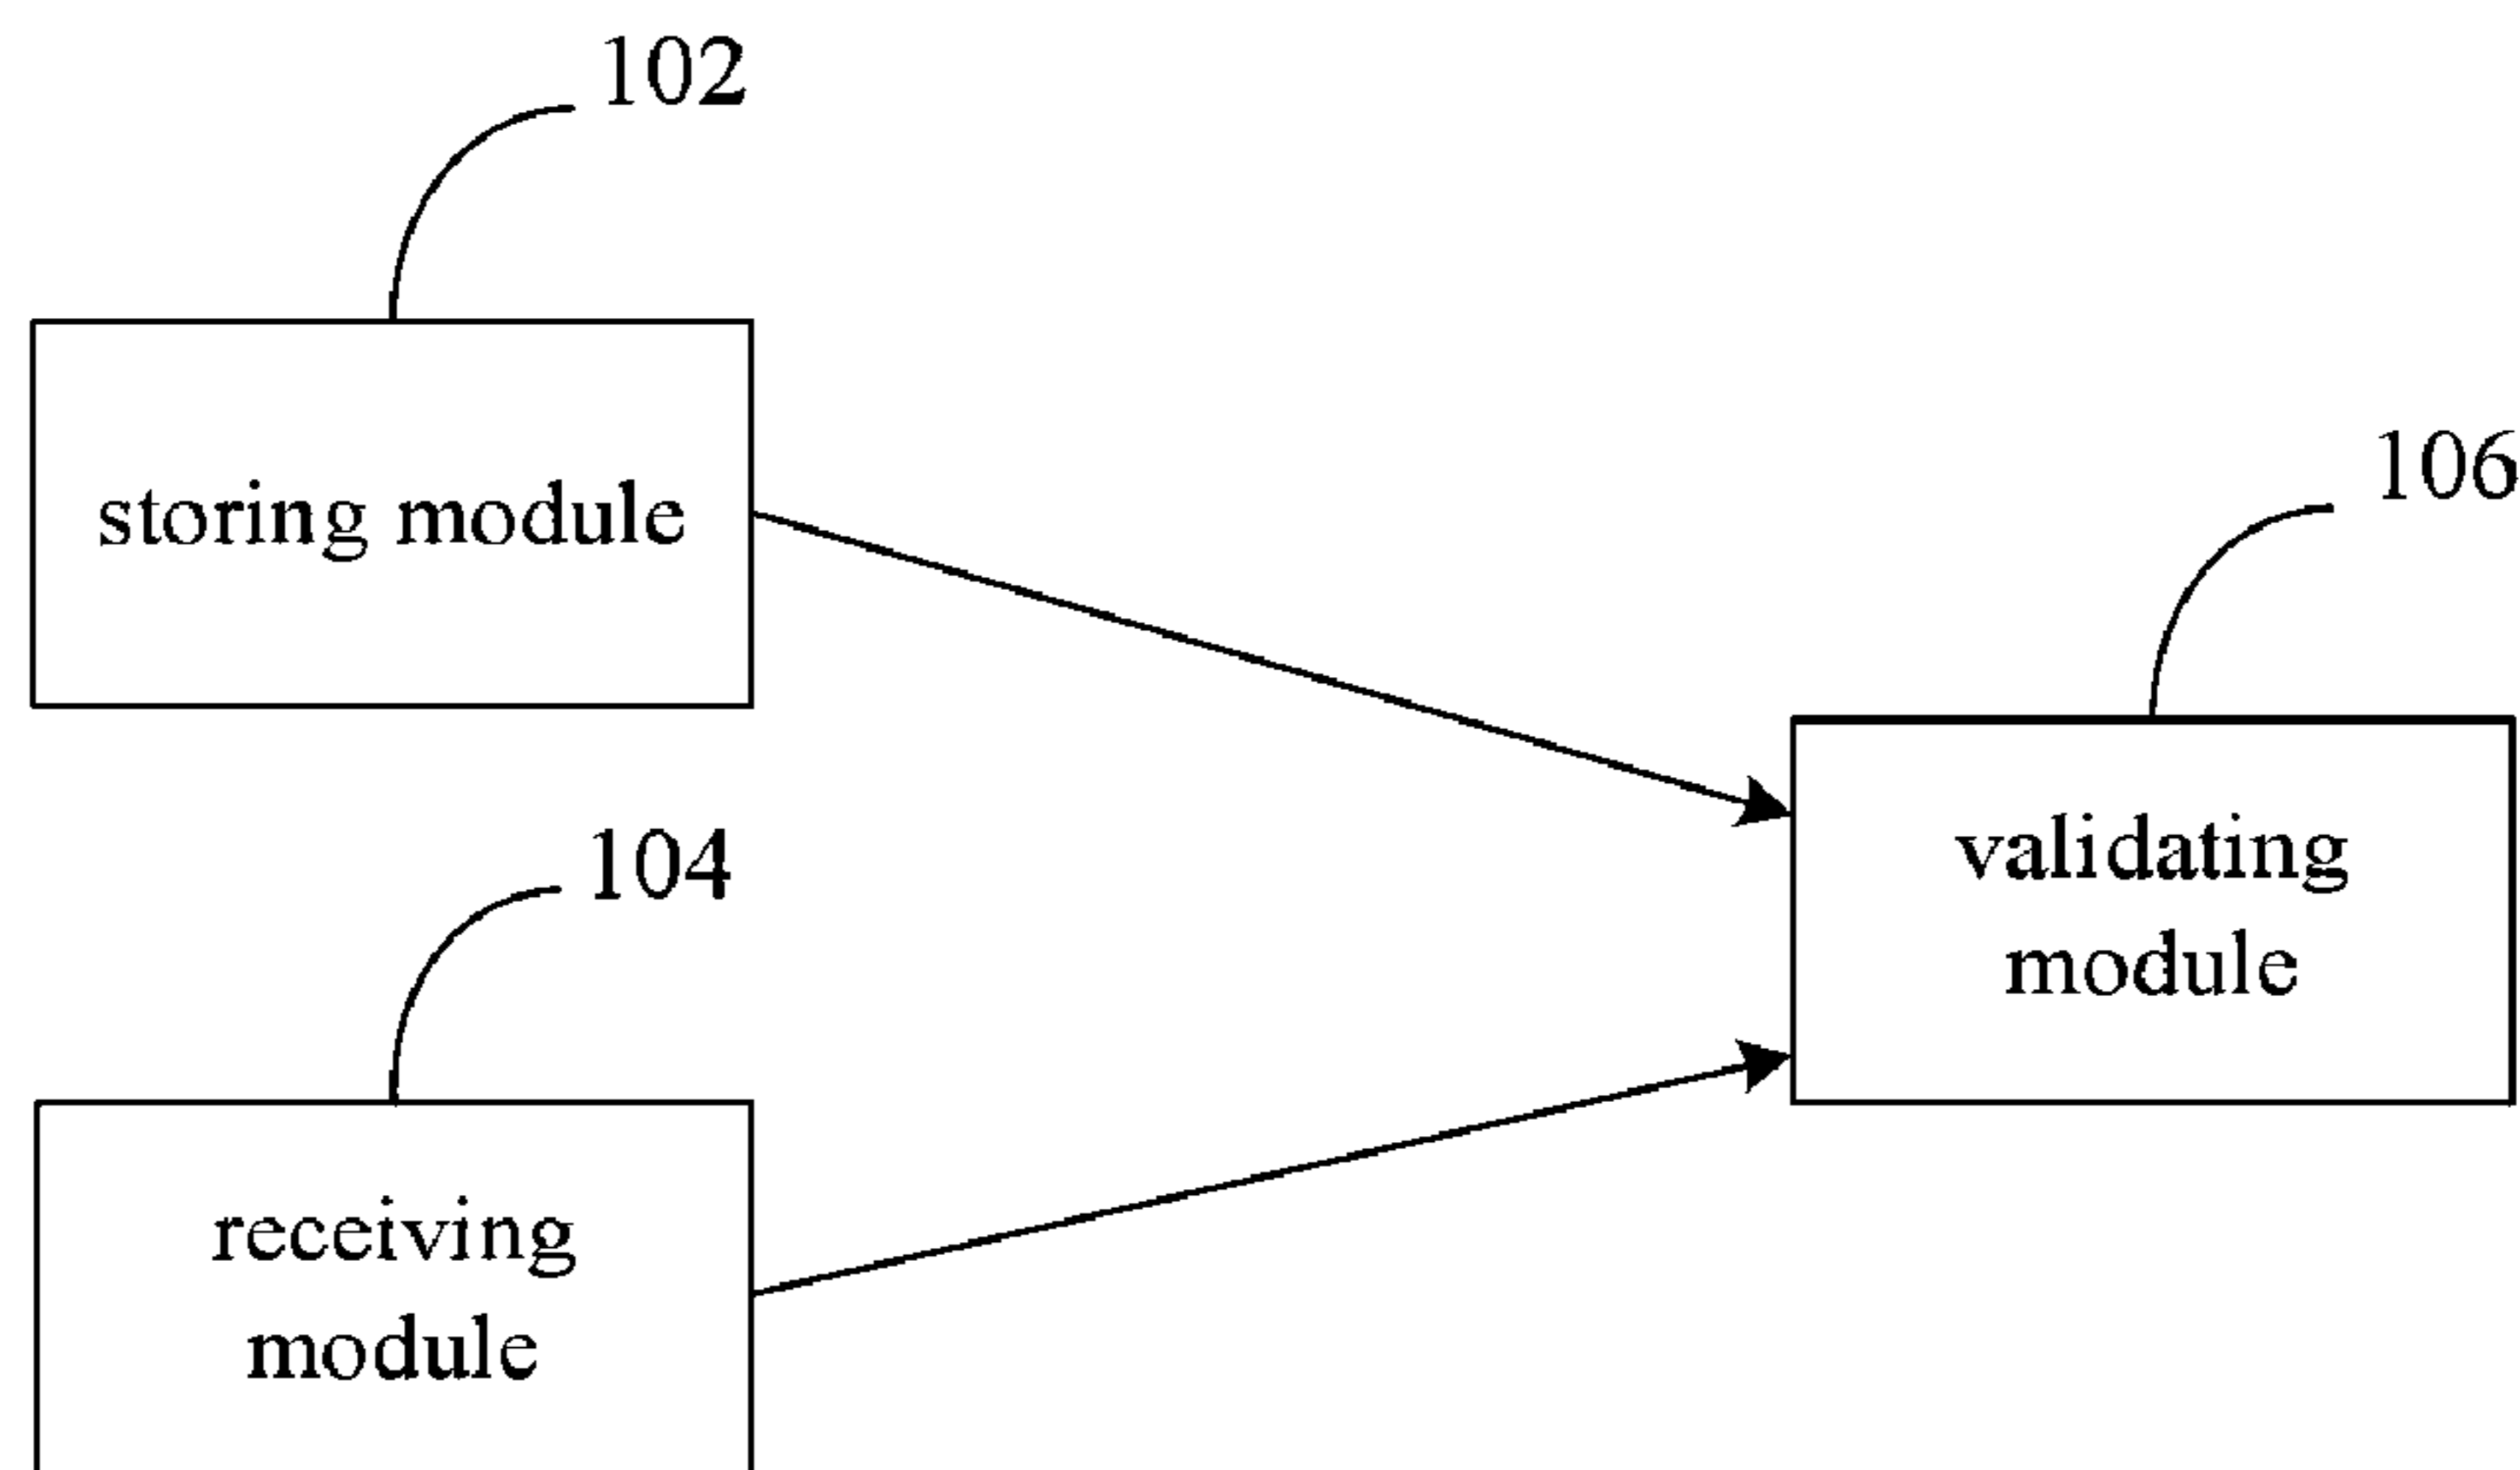 102
storing module
106
validating
module
104
receiving
module